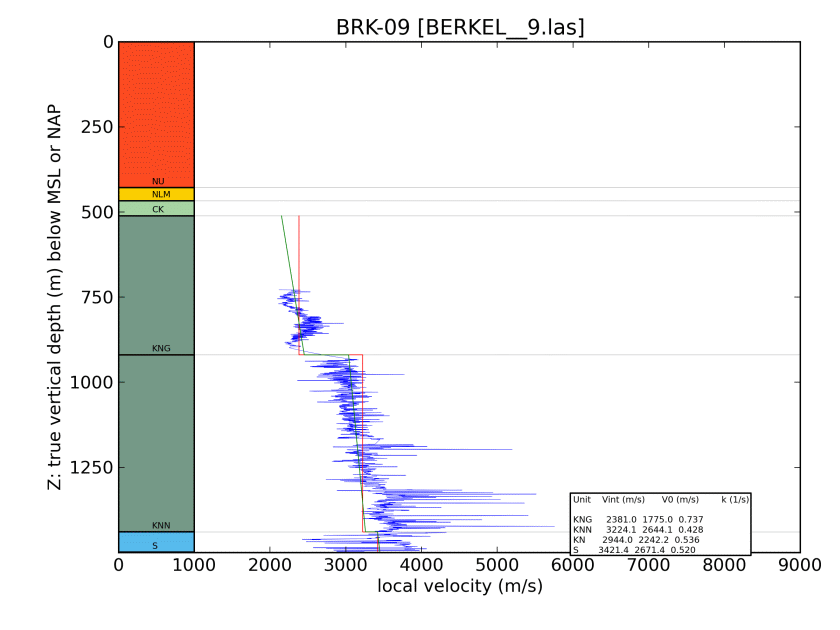 BRK-09 [BERKEL__9.las]
Z: true vertical depth (m) below MSL or NAP
0
250
500
750
1000
1250
NU
NLM
CK
KNG
KNN
S
Unit Vint (m/s) V0 (m/s) k (1/s)
KNG 2381.0 1775.0 0.737
KNN 3224.1 2644.1 0.428
KN 2944.0 2242.2 0.536
S 3421.4 2671.4 0.520
0 1000 2000 3000 4000 5000 6000 7000 8000 9000
local velocity (m/s)